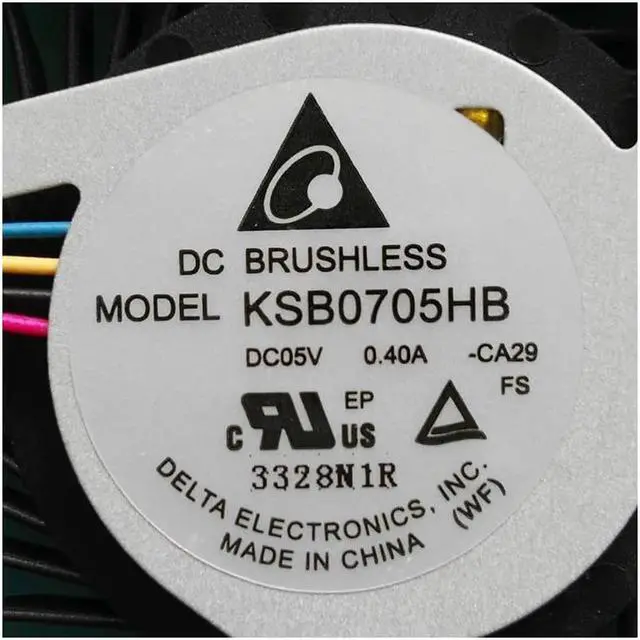 DC BRUSHLESS
MODEL KSB0705HB
DC05V 0.40A -CA29
FS
EP
c RU US
3328N1R
DELTA ELECTRONICS, INC.
(WF)
MADE IN CHINA